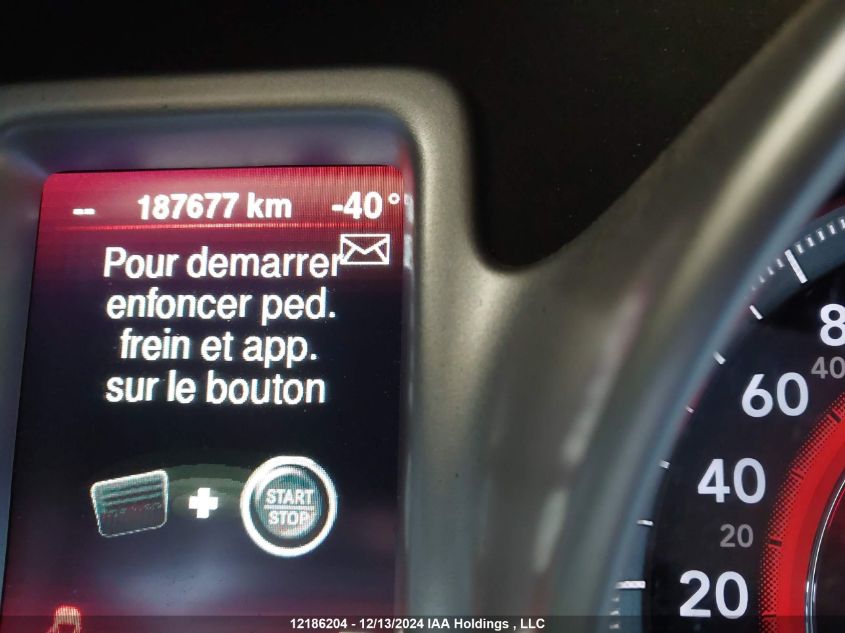 -- 187677 km -40°
Pour demarrer
enfoncer ped.
frein et app.
sur le bouton
START
STOP
8
40
60
40
20
20
12186204 - 12/13/2024 IAA Holdings , LLC